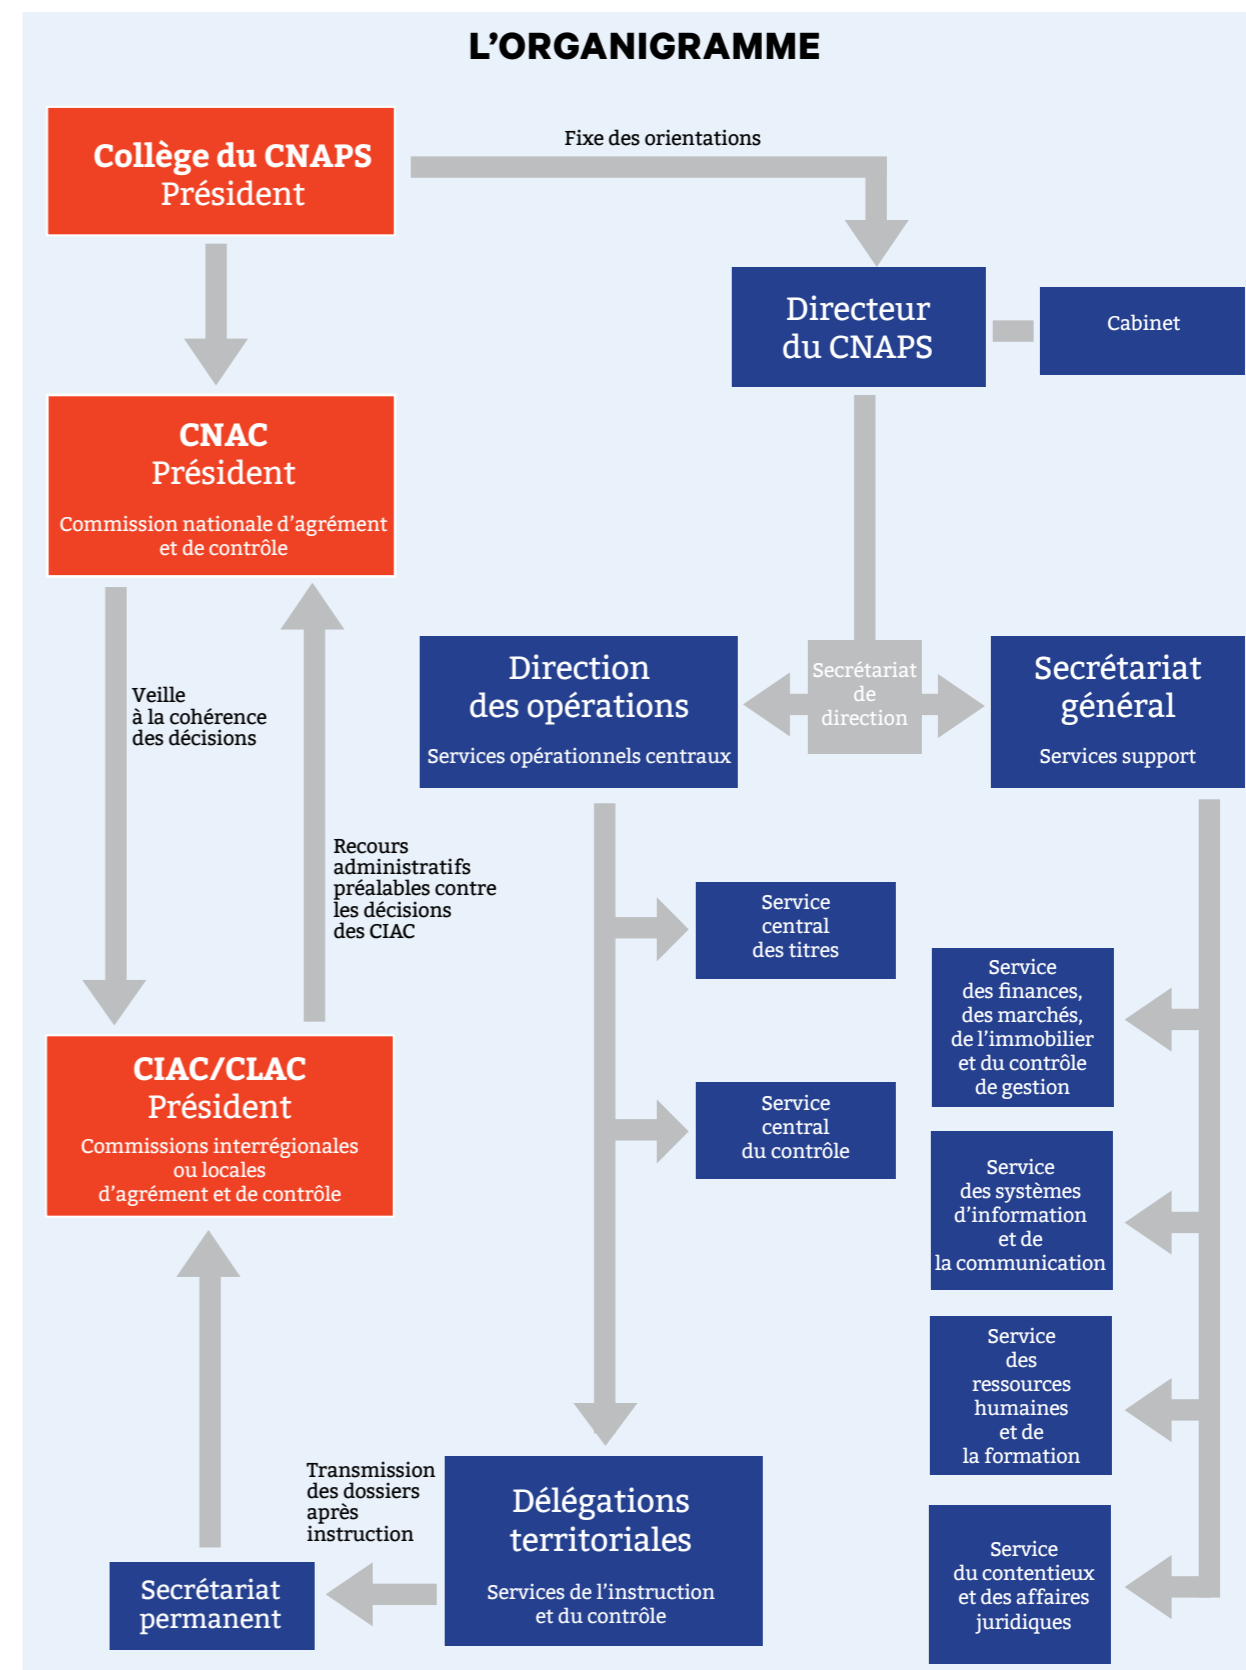 L'ORGANIGRAMME
Collège du CNAPS
Président
Fixe des orientations
Directeur
du CNAPS
Cabinet
CNAC
Président
Commission nationale d'agrément
et de contrôle
Veille
à la cohérence
des décisions
Recours
administratifs
préalables contre
les décisions
des CIAC
Direction
des opérations
Services opérationnels centraux
Secrétariat
de
direction
Secrétariat
général
Services support
Service
central
des titres
Service
central
du contrôle
Service
des finances,
des marchés,
de l'immobilier
et du contrôle
de gestion
Service
des systèmes
d'information
et de
la communication
Service
des
ressources
humaines
et de
la formation
Service
du contentieux
et des affaires
juridiques
CIAC/CLAC
Président
Commissions interrégionales
ou locales
d'agrément et de contrôle
Transmission
des dossiers
après
instruction
Secrétariat
permanent
Délégations
territoriales
Services de l'instruction
et du contrôle